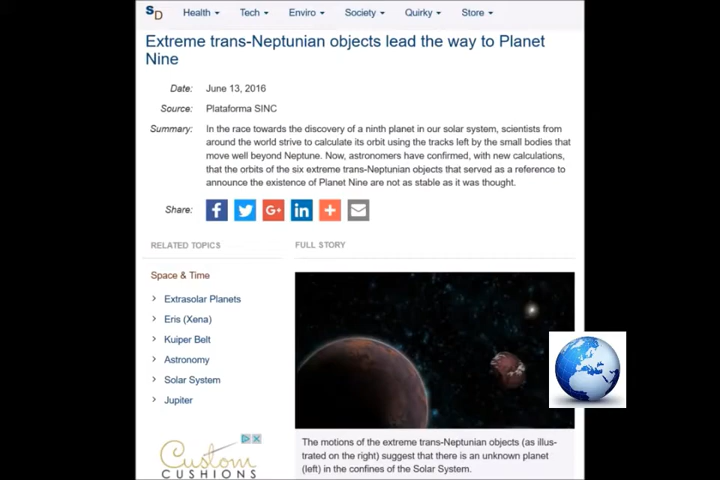 SD
Health
Tech
Enviro
Society
Quirky
Store
Extreme trans-Neptunian objects lead the way to Planet
Nine
Date: June 13, 2016
Source: Plataforma SINC
Summary: In the race towards the discovery of a ninth planet in our solar system, scientists from
around the world strive to calculate its orbit using the tracks left by the small bodies that
move well beyond Neptune. Now, astronomers have confirmed, with new calculations,
that the orbits of the six extreme trans-Neptunian objects that served as a reference to
announce the existence of Planet Nine are not as stable as it was thought.
Share: f G+ in +
RELATED TOPICS
Space & Time
Extrasolar Planets
Eris (Xena)
Kuiper Belt
Astronomy
Solar System
Jupiter
Custom
CUSHIONS
FULL STORY
The motions of the extreme trans-Neptunian objects (as illus-
trated on the right) suggest that there is an unknown planet
(left) in the confines of the Solar System.